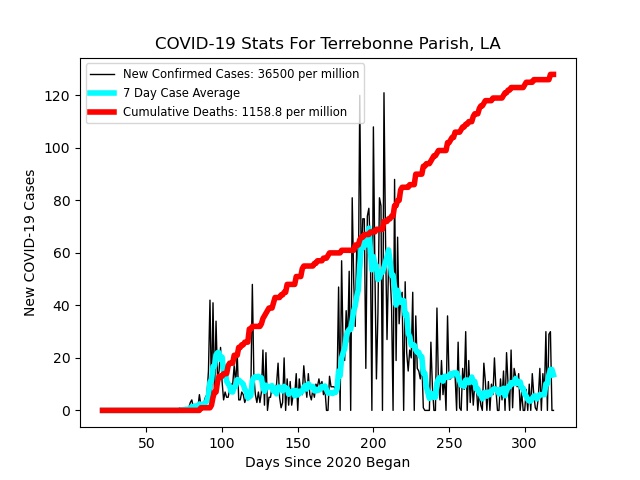 COVID-19 Stats For Terrebonne Parish, LA
New Confirmed Cases: 36500 per million
7 Day Case Average
Cumulative Deaths: 1158.8 per million
New COVID-19 Cases
120
100
80
60
40
20
0
50
100
150
200
250
300
Days Since 2020 Began